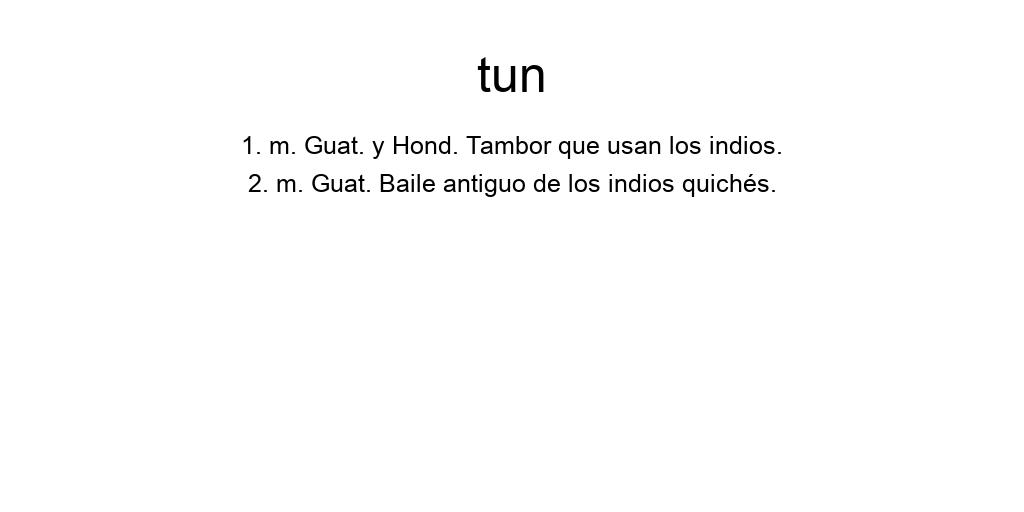 tun
1. m. Guat. y Hond. Tambor que usan los indios.
2. m. Guat. Baile antiguo de los indios quichés.